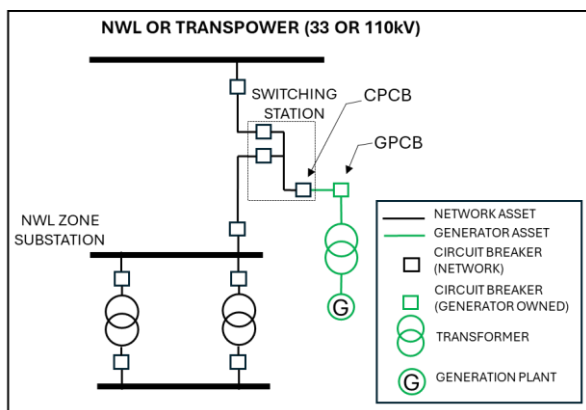 NWL OR TRANSPOWER (33 OR 110kV)
SWITCHING
STATION
CPCB
GPCB
NWL ZONE
SUBSTATION
G
NETWORK ASSET
GENERATOR ASSET
CIRCUIT BREAKER
(NETWORK)
CIRCUIT BREAKER
(GENERATOR OWNED)
TRANSFORMER
G
GENERATION PLANT